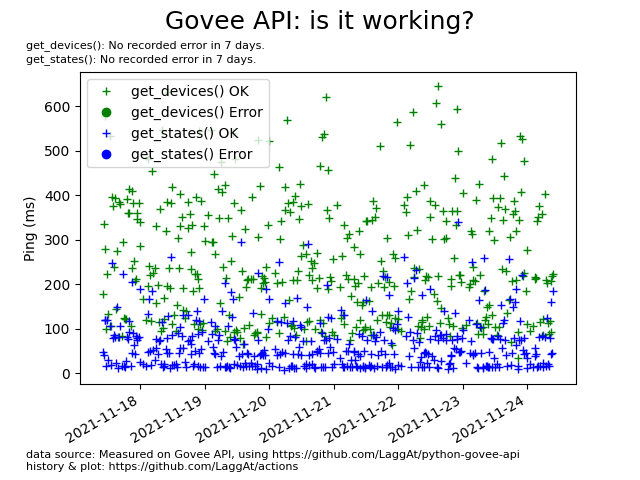 Govee API: is it working?
get_devices(): No recorded error in 7 days.
get_states(): No recorded error in 7 days.
get_devices() OK
get_devices() Error
get_states() OK
get_states() Error
Ping (ms)
600
500
400
300
200
100
0
2021-11-18
2021-11-19
2021-11-20
2021-11-21
2021-11-22
2021-11-23
2021-11-24
data source: Measured on Govee API, using https://github.com/LaggAt/python-govee-api
history & plot: https://github.com/LaggAt/actions